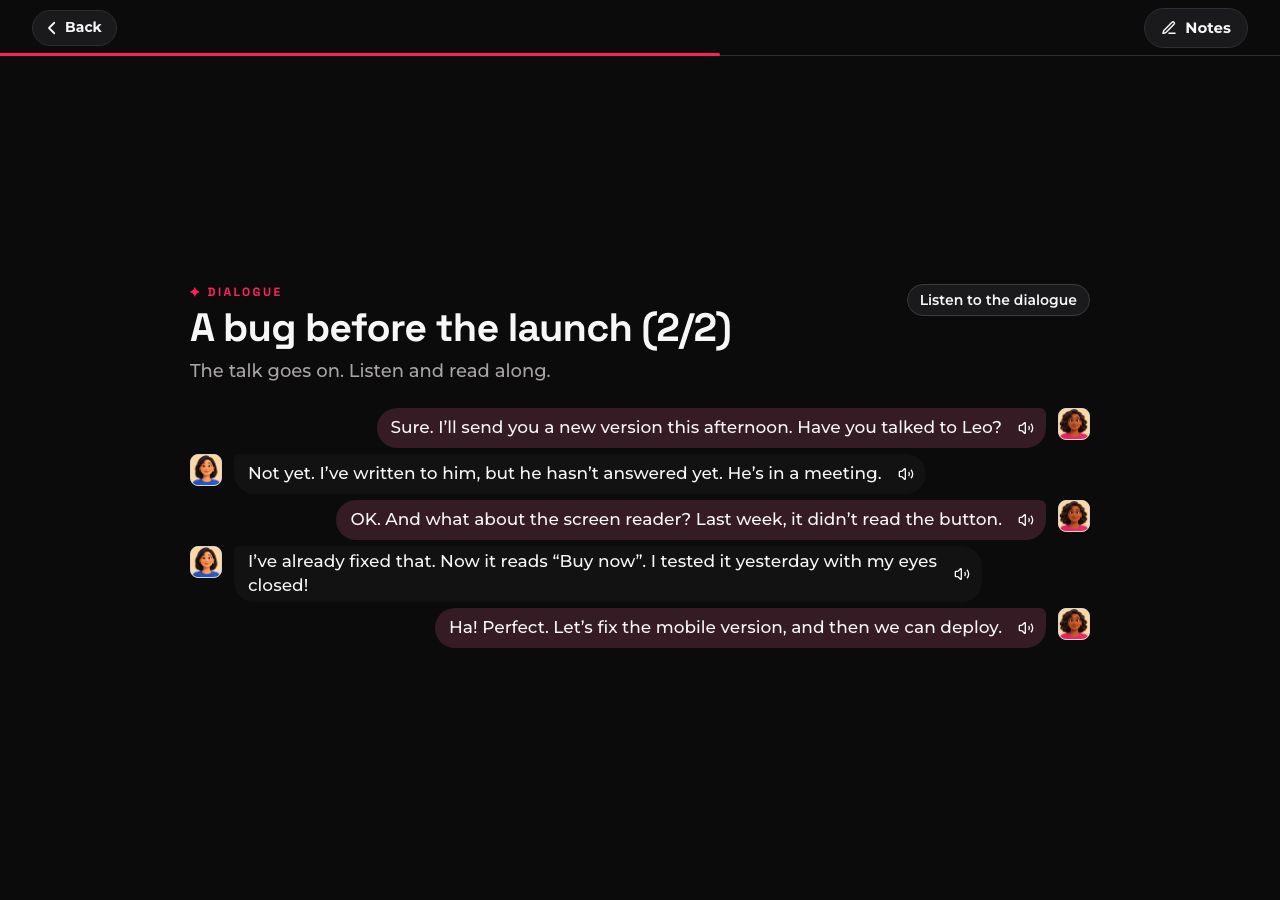 Back
Notes
DIALOGUE
A bug before the launch (2/2)
Listen to the dialogue
The talk goes on. Listen and read along.
Sure. I’ll send you a new version this afternoon. Have you talked to Leo?
Not yet. I’ve written to him, but he hasn’t answered yet. He’s in a meeting.
OK. And what about the screen reader? Last week, it didn’t read the button.
I’ve already fixed that. Now it reads “Buy now”. I tested it yesterday with my eyes
closed!
Ha! Perfect. Let’s fix the mobile version, and then we can deploy.